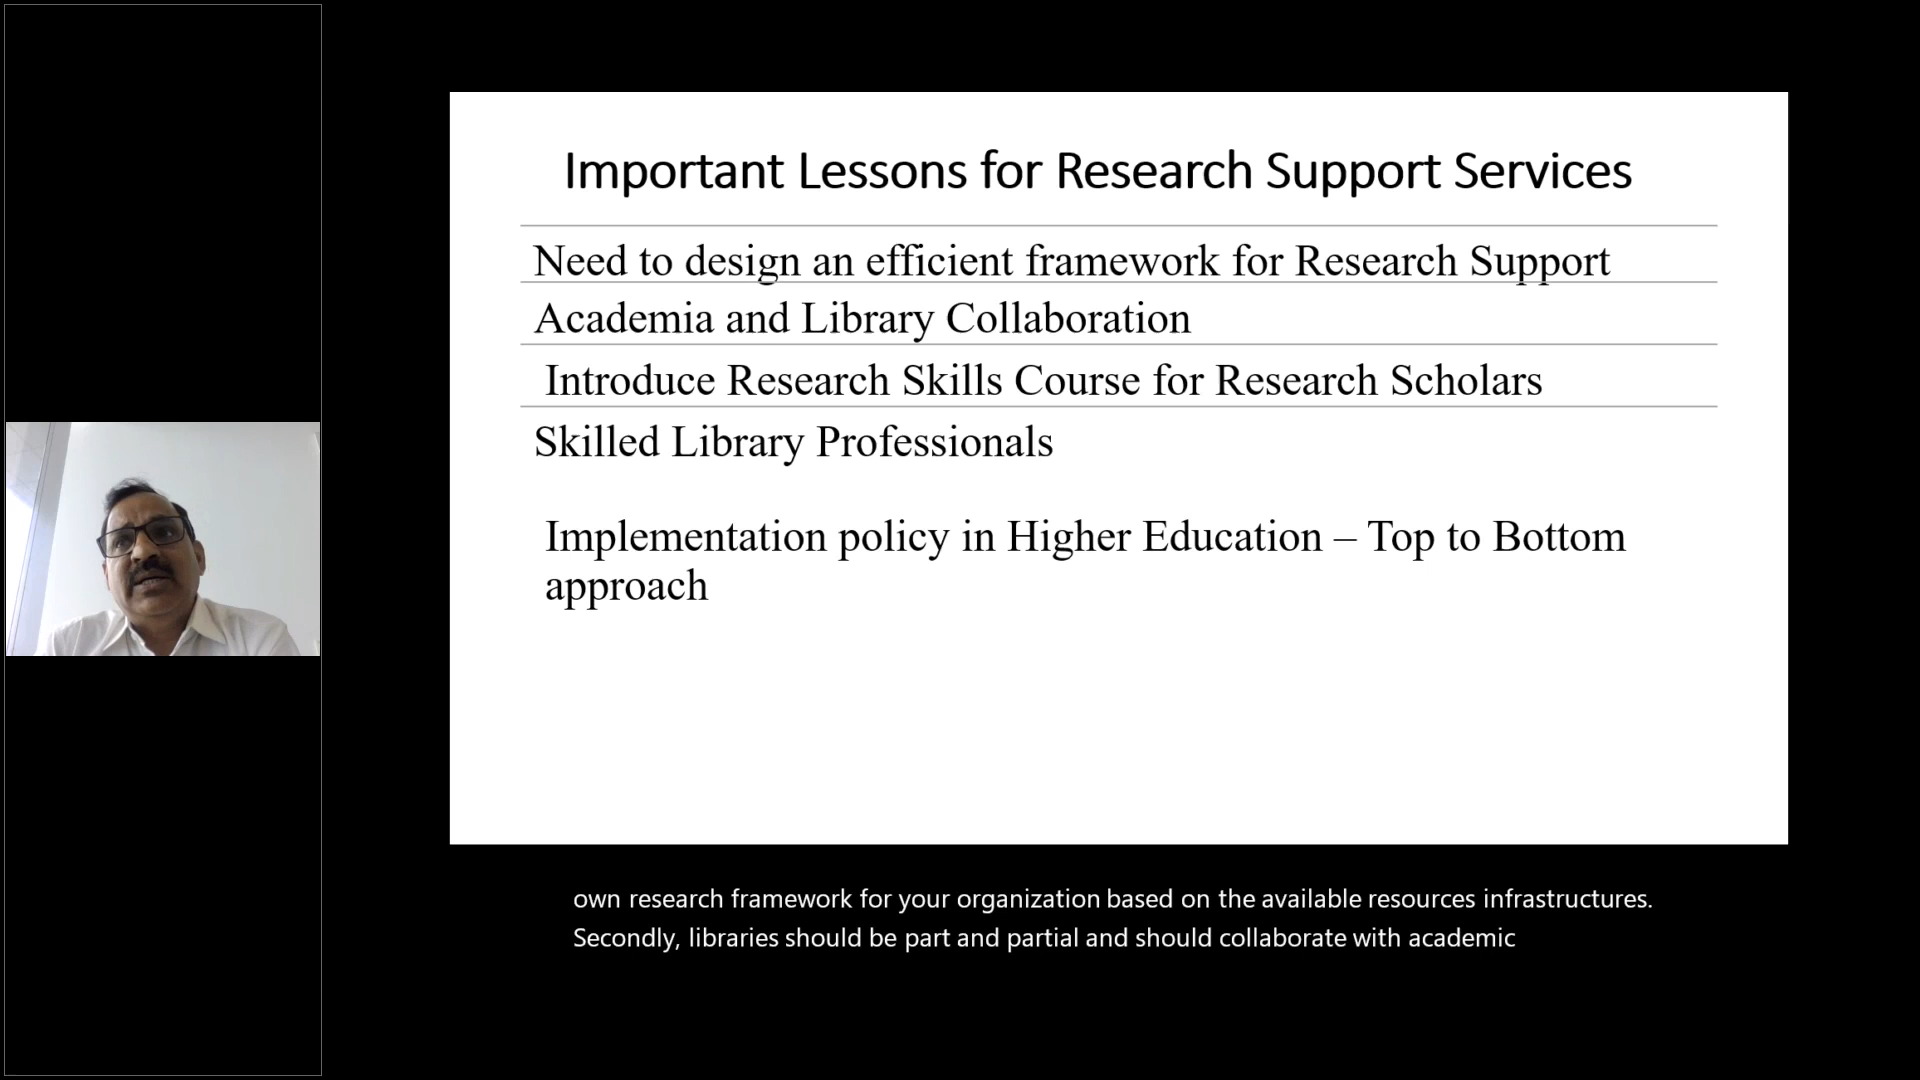 Important Lessons for Research Support Services
Need to design an efficient framework for Research Support
Academia and Library Collaboration
Introduce Research Skills Course for Research Scholars
Skilled Library Professionals
Implementation policy in Higher Education – Top to Bottom
approach
own research framework for your organization based on the available resources infrastructures.
Secondly, libraries should be part and partial and should collaborate with academic